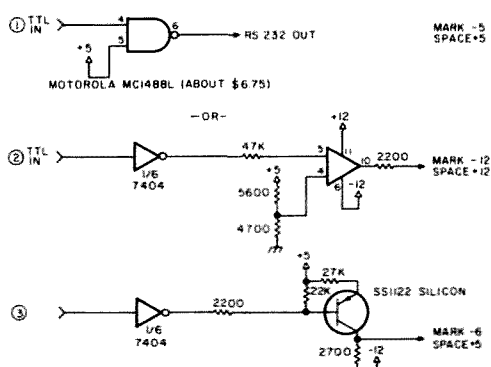 ① TTL IN
4
5
6
+5
RS 232 OUT
MARK -5
SPACE+5
MOTOROLA MC1488L (ABOUT $6.75)
-OR-
② TTL IN
1/6
7404
47K
+5
5600
4700
+12
5
4
11
10
6
-12
2200
MARK -12
SPACE+12
③
1/6
7404
2200
+5
27K
22K
SS1122 SILICON
MARK -6
SPACE+5
2700
-12